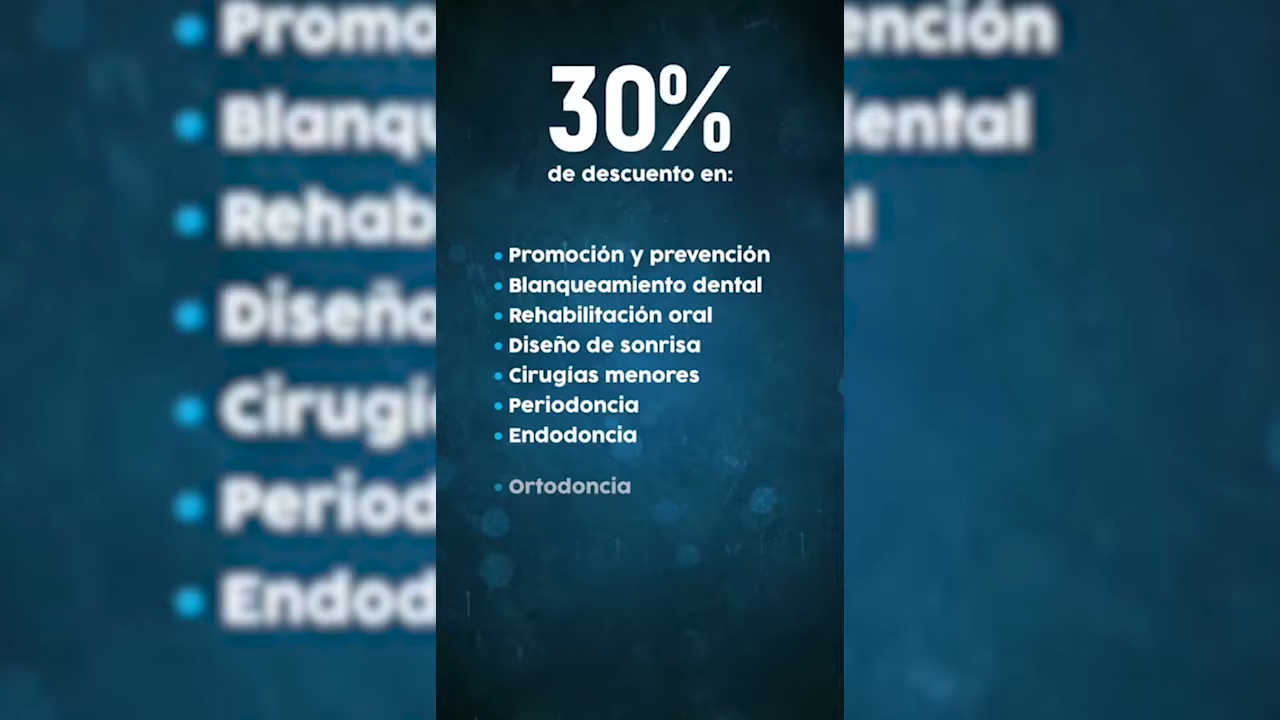 30%
de descuento en:
• Promoción y prevención
• Blanqueamiento dental
• Rehabilitación oral
• Diseño de sonrisa
• Cirugías menores
• Periodoncia
• Endodoncia
• Ortodoncia